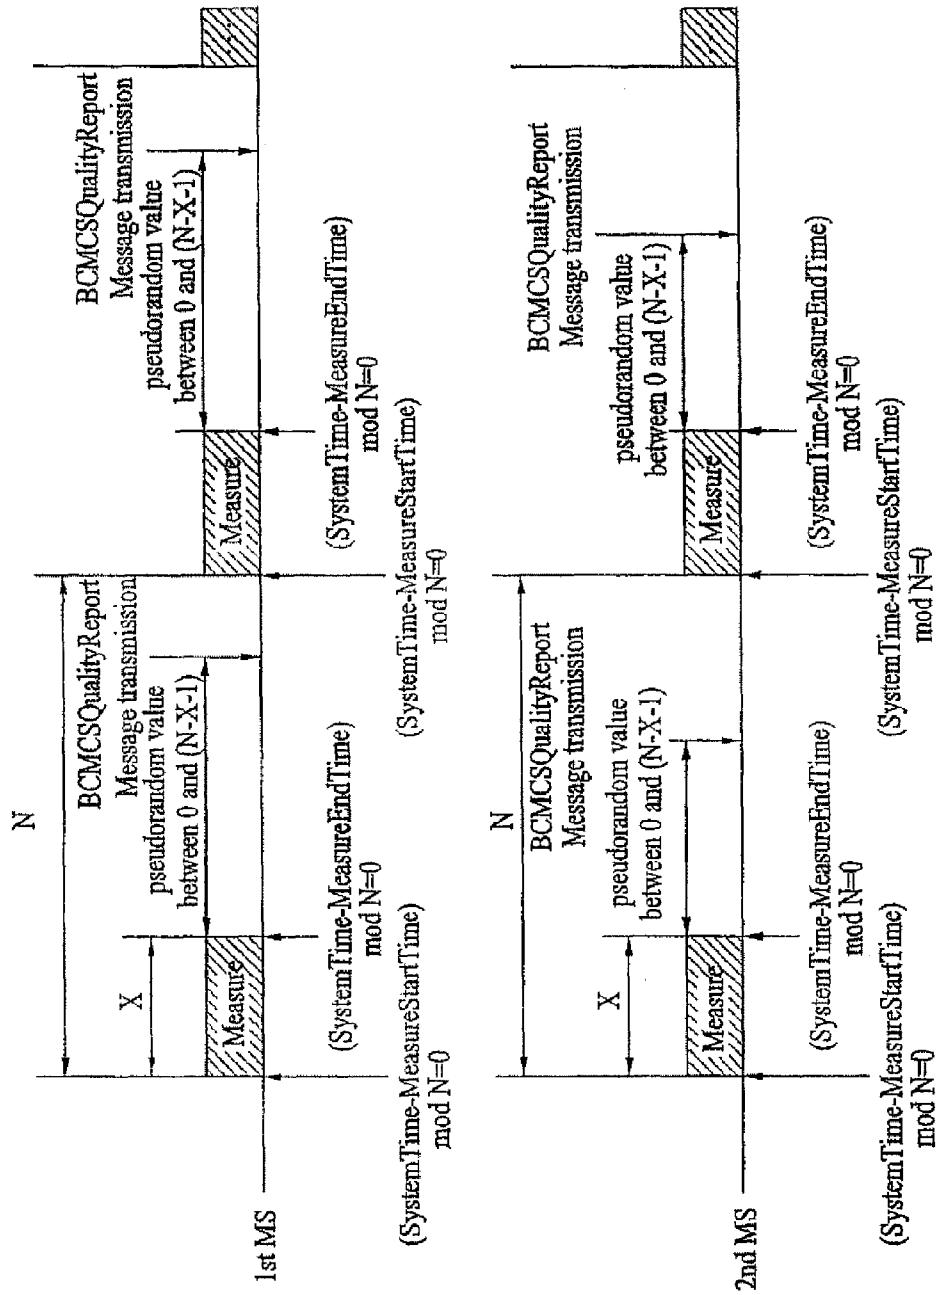 N
X
Measure
BCMCSQualityReport
Message transmission
pseudorandom value
between 0 and (N-X-1)
(SystemTime-MeasureEndTime)
mod N=0
(SystemTime-MeasureStartTime)
mod N=0
Measure
BCMCSQualityReport
Message transmission
pseudorandom value
between 0 and (N-X-1)
(SystemTime-MeasureEndTime)
mod N=0
(SystemTime-MeasureStartTime)
mod N=0
...
1st MS
N
X
Measure
BCMCSQualityReport
Message transmission
pseudorandom value
between 0 and (N-X-1)
(SystemTime-MeasureEndTime)
mod N=0
(SystemTime-MeasureStartTime)
mod N=0
Measure
BCMCSQualityReport
Message transmission
pseudorandom value
between 0 and (N-X-1)
(SystemTime-MeasureEndTime)
mod N=0
(SystemTime-MeasureStartTime)
mod N=0
...
2nd MS